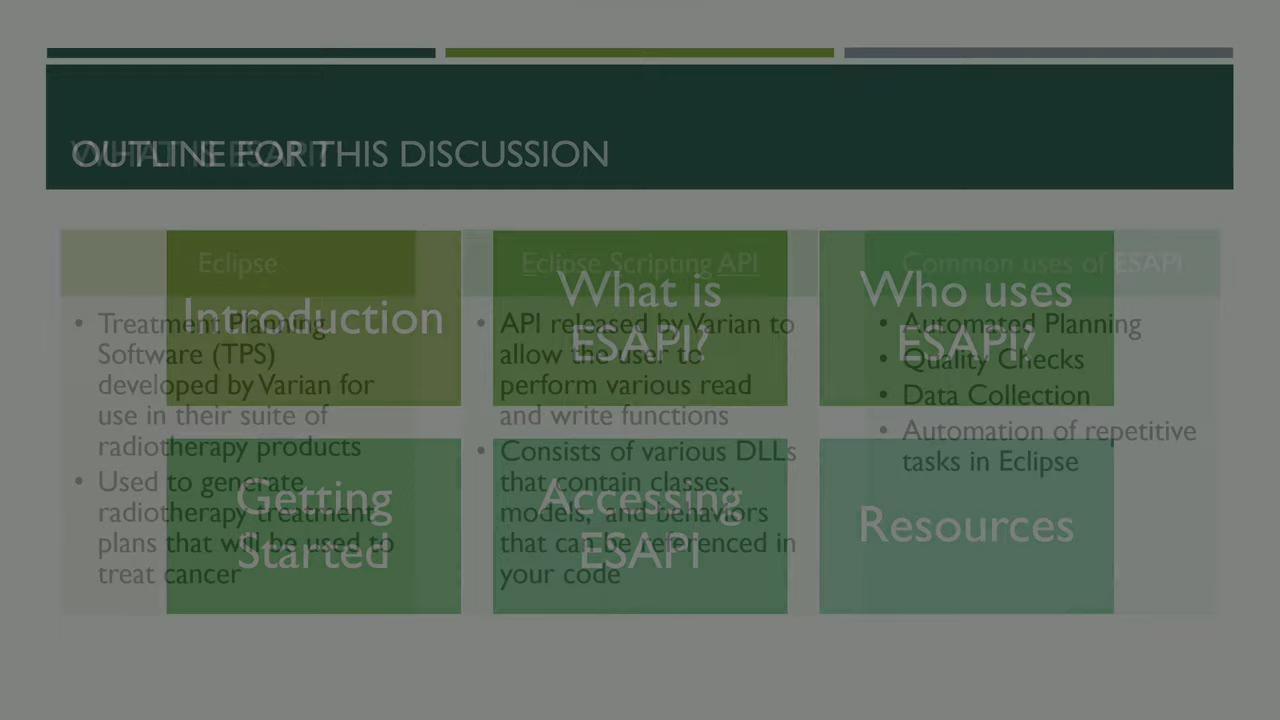 OUTLINE FOR THIS DISCUSSION
WHAT IS ESAPI?
Introduction
What is
ESAPI?
Who uses
ESAPI?
Getting
Started
Accessing
ESAPI
Resources
Eclipse
• Treatment Planning
Software (TPS)
developed by Varian for
use in their suite of
radiotherapy products
• Used to generate
radiotherapy treatment
plans that will be used to
treat cancer
Eclipse Scripting API
• API released by Varian to
allow the user to
perform various read
and write functions
• Consists of various DLLs
that contain classes,
models, and behaviors
that can be referenced in
your code
Common uses of ESAPI
• Automated Planning
• Quality Checks
• Data Collection
• Automation of repetitive
tasks in Eclipse